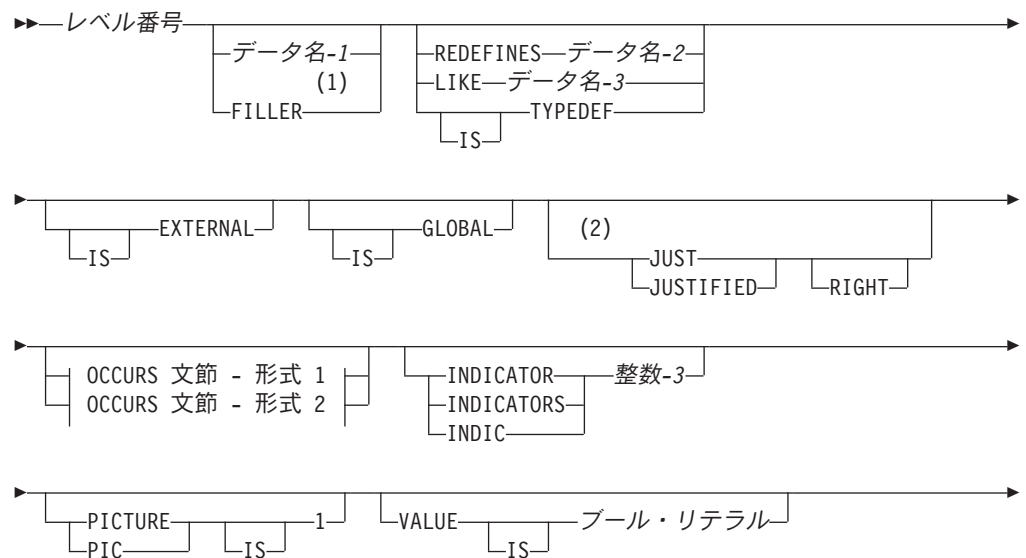 レベル番号
データ名-1 REDEFINES データ名-2
(1) LIKE データ名-3
FILLER TYPEDEF
IS
EXTERNAL GLOBAL (2)
IS IS JUST
JUSTIFIED RIGHT
OCCURS 文節 - 形式 1 INDICATOR 整数-3
OCCURS 文節 - 形式 2 INDICATORS
INDIC
PICTURE 1 VALUE ブール・リテラル
PIC IS IS